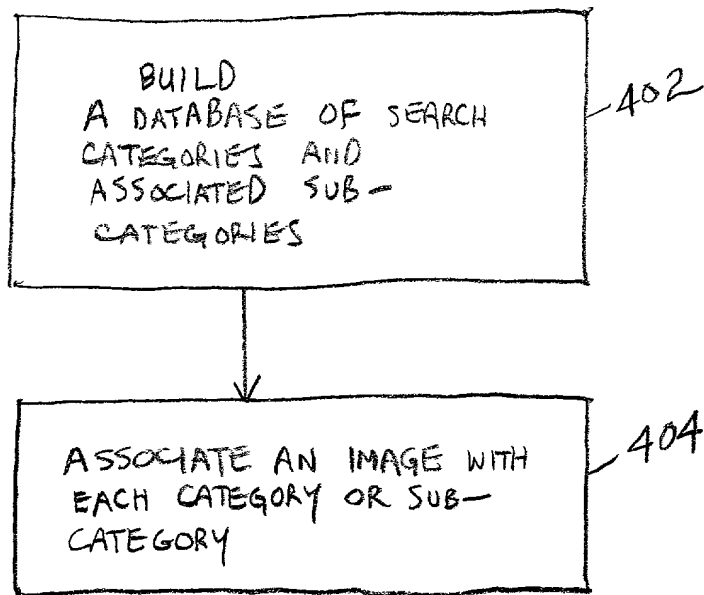 BUILD
A DATABASE OF SEARCH
CATEGORIES AND
ASSOCIATED SUB-
CATEGORIES
402
ASSOCIATE AN IMAGE WITH
EACH CATEGORY OR SUB-
CATEGORY
404